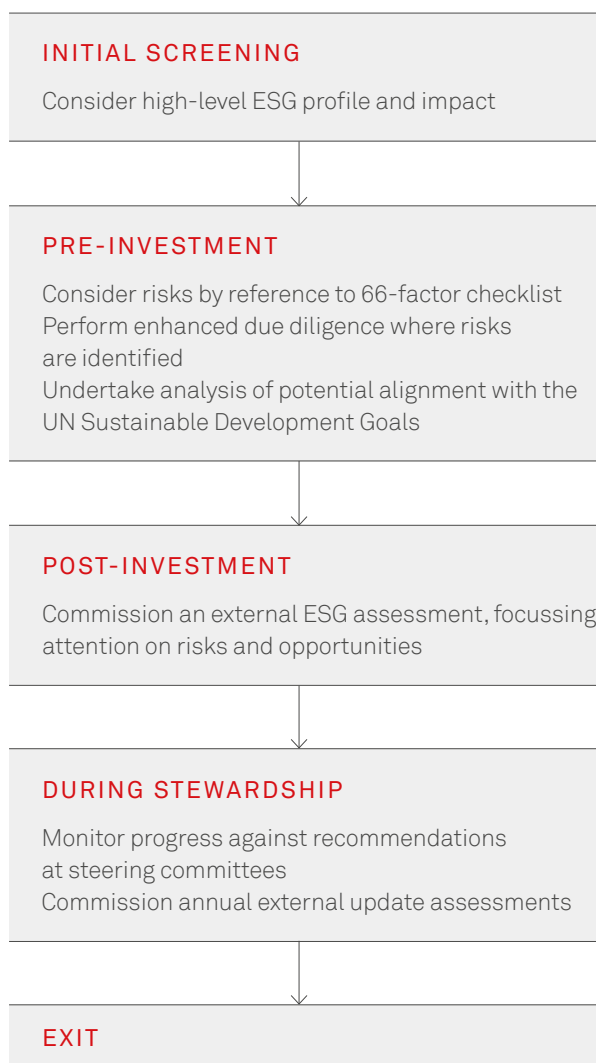 INITIAL SCREENING
Consider high-level ESG profile and impact
PRE-INVESTMENT
Consider risks by reference to 66-factor checklist
Perform enhanced due diligence where risks
are identified
Undertake analysis of potential alignment with the
UN Sustainable Development Goals
POST-INVESTMENT
Commission an external ESG assessment, focussing
attention on risks and opportunities
DURING STEWARDSHIP
Monitor progress against recommendations
at steering committees
Commission annual external update assessments
EXIT